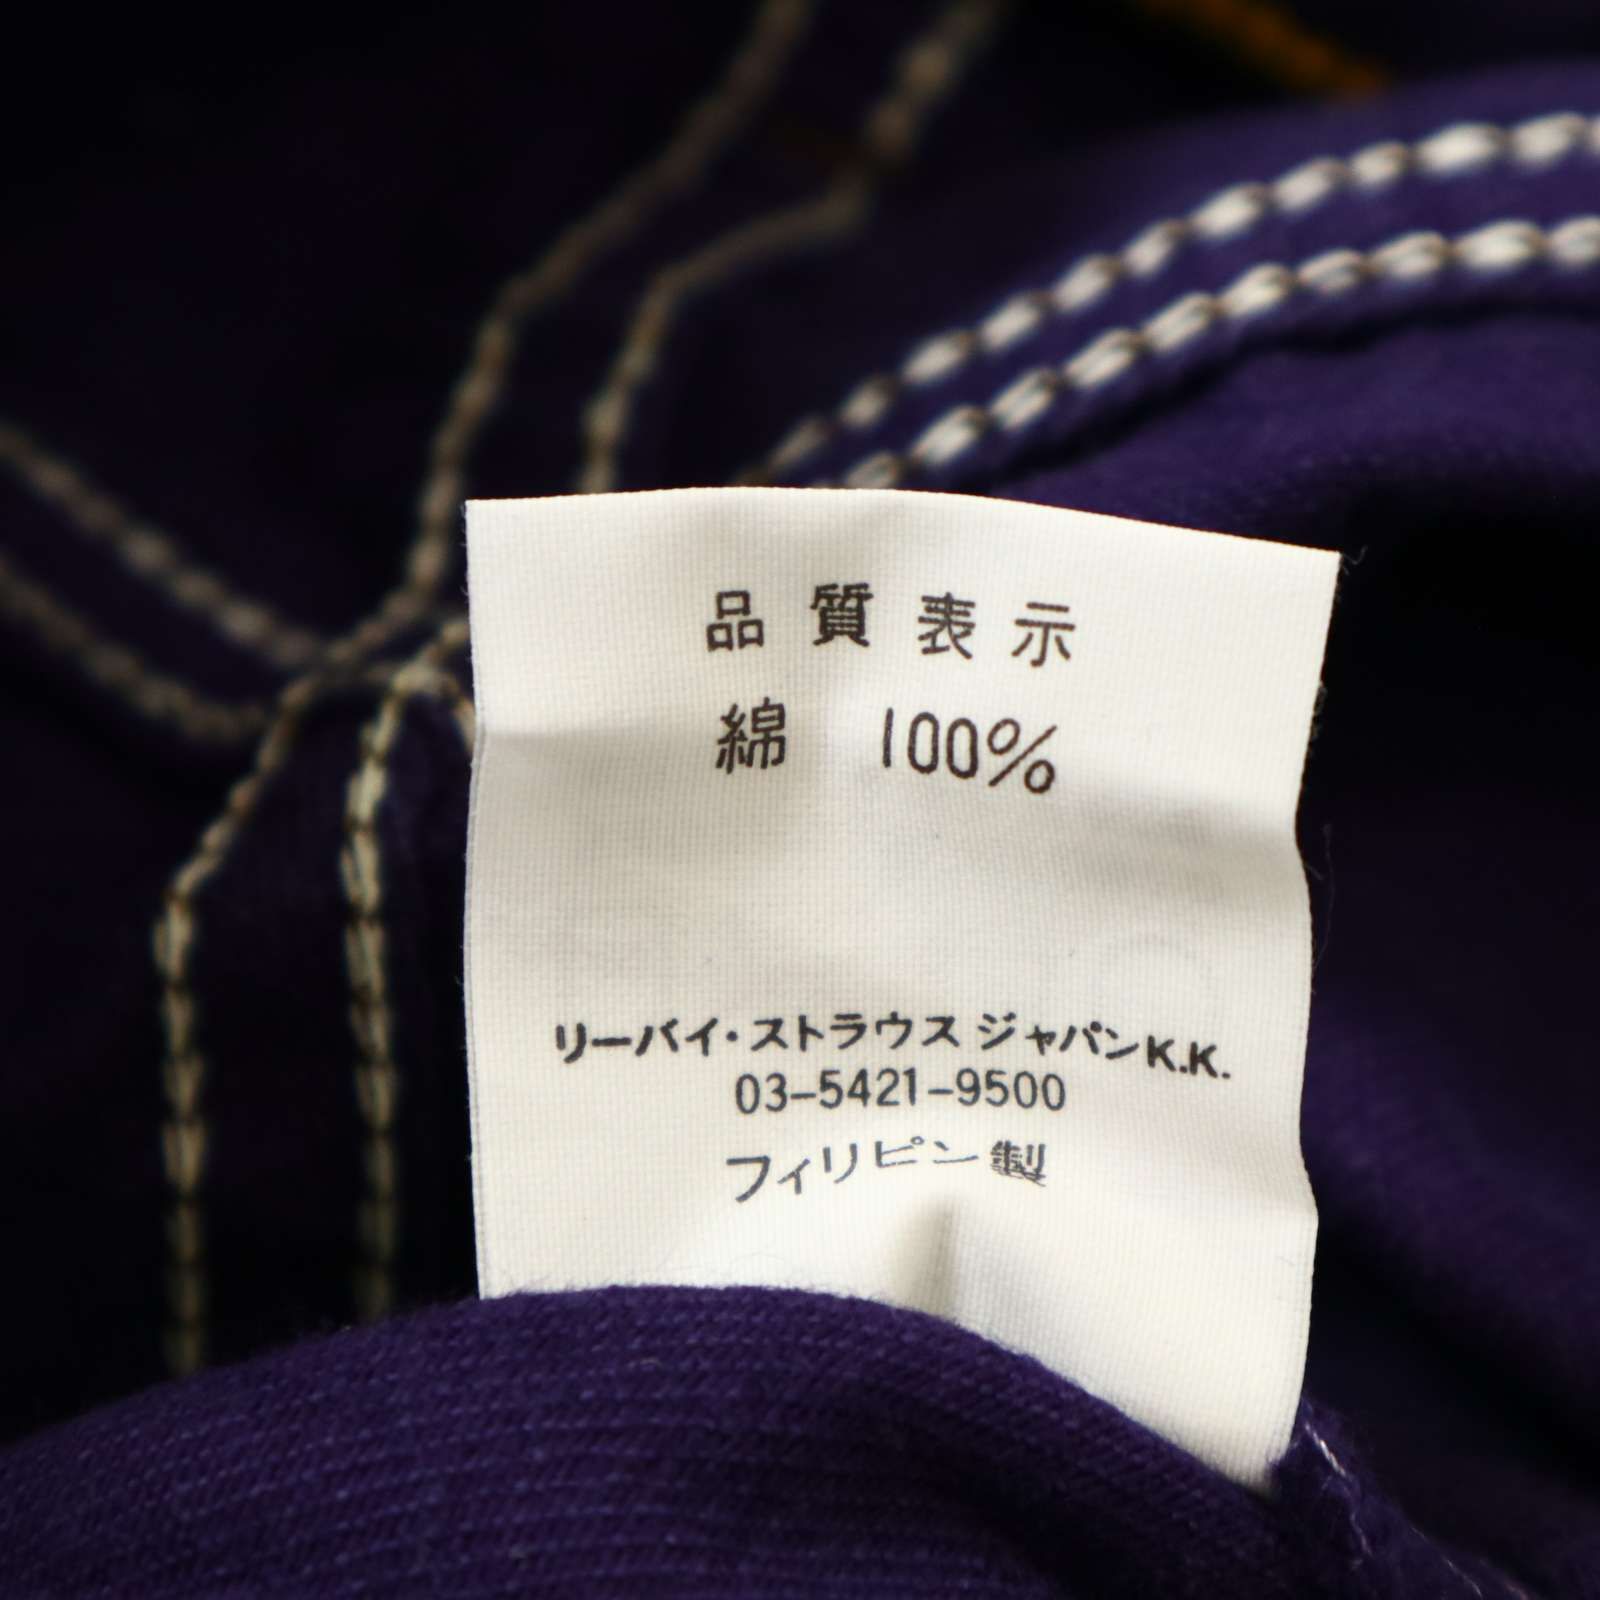 品質表示
綿 100%
リーバイ・ストラウス ジャパンK.K.
03-5421-9500
フィリピン製